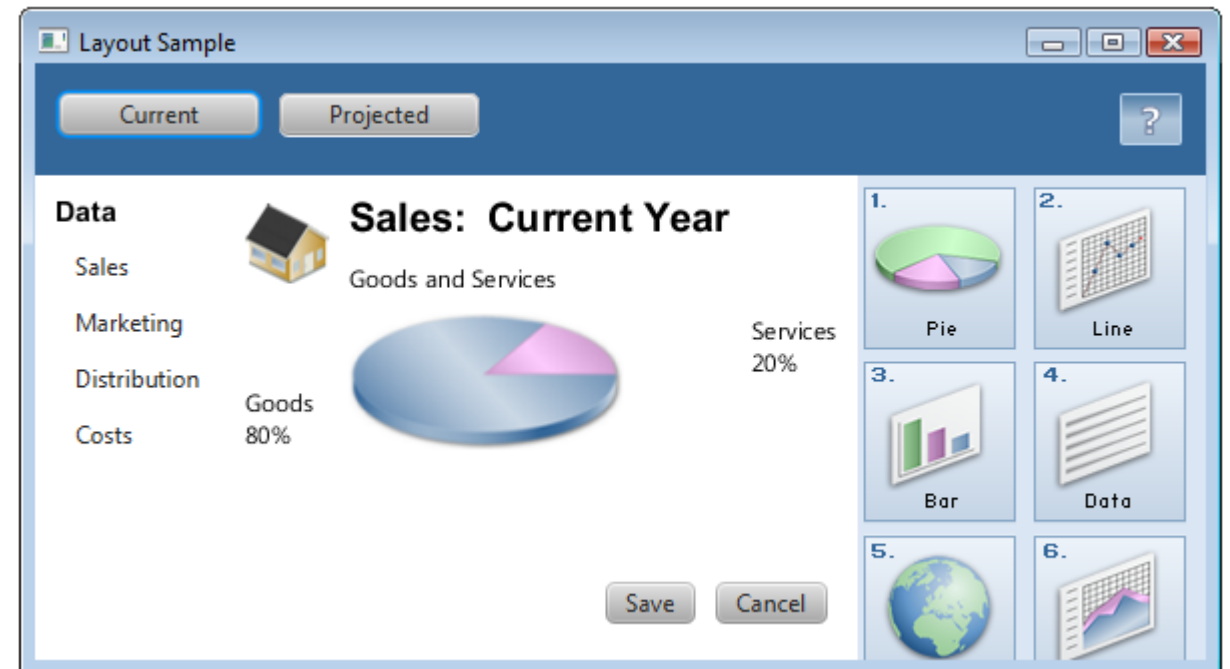 Layout Sample
Current
Projected
?
Data
Sales
Marketing
Distribution
Costs
Sales:  Current Year
Goods and Services
Goods
80%
Services
20%
Save
Cancel
1.
Pie
2.
Line
3.
Bar
4.
Data
5.
6.